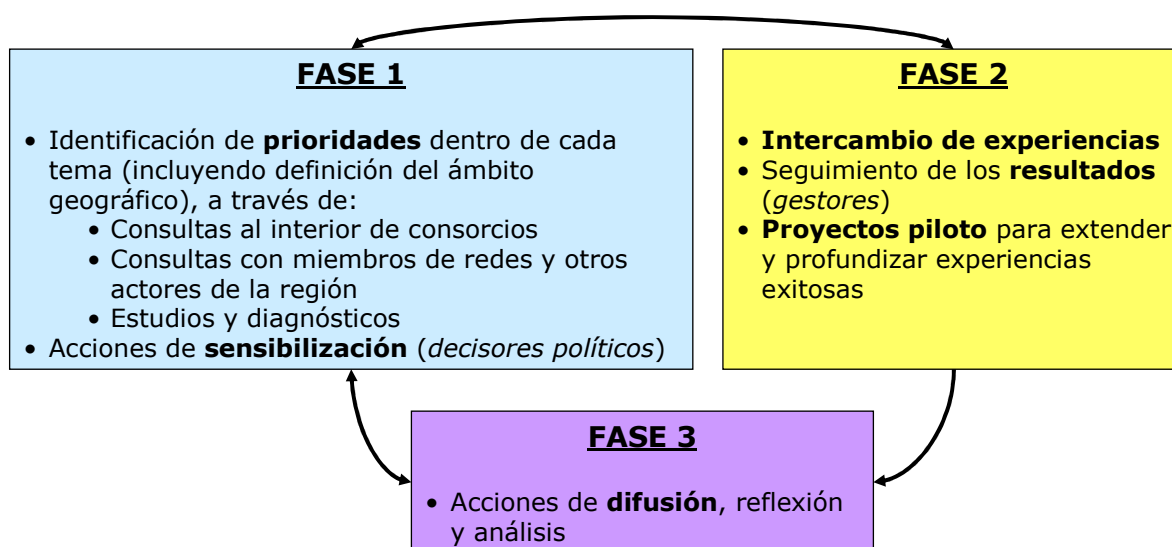 FASE 1
• Identificación de prioridades dentro de cada
tema (incluyendo definición del ámbito
geográfico), a través de:
• Consultas al interior de consorcios
• Consultas con miembros de redes y otros
actores de la región
• Estudios y diagnósticos
• Acciones de sensibilización (decisores políticos)
FASE 2
• Intercambio de experiencias
• Seguimiento de los resultados
(gestores)
• Proyectos piloto para extender
y profundizar experiencias
exitosas
FASE 3
• Acciones de difusión, reflexión
y análisis